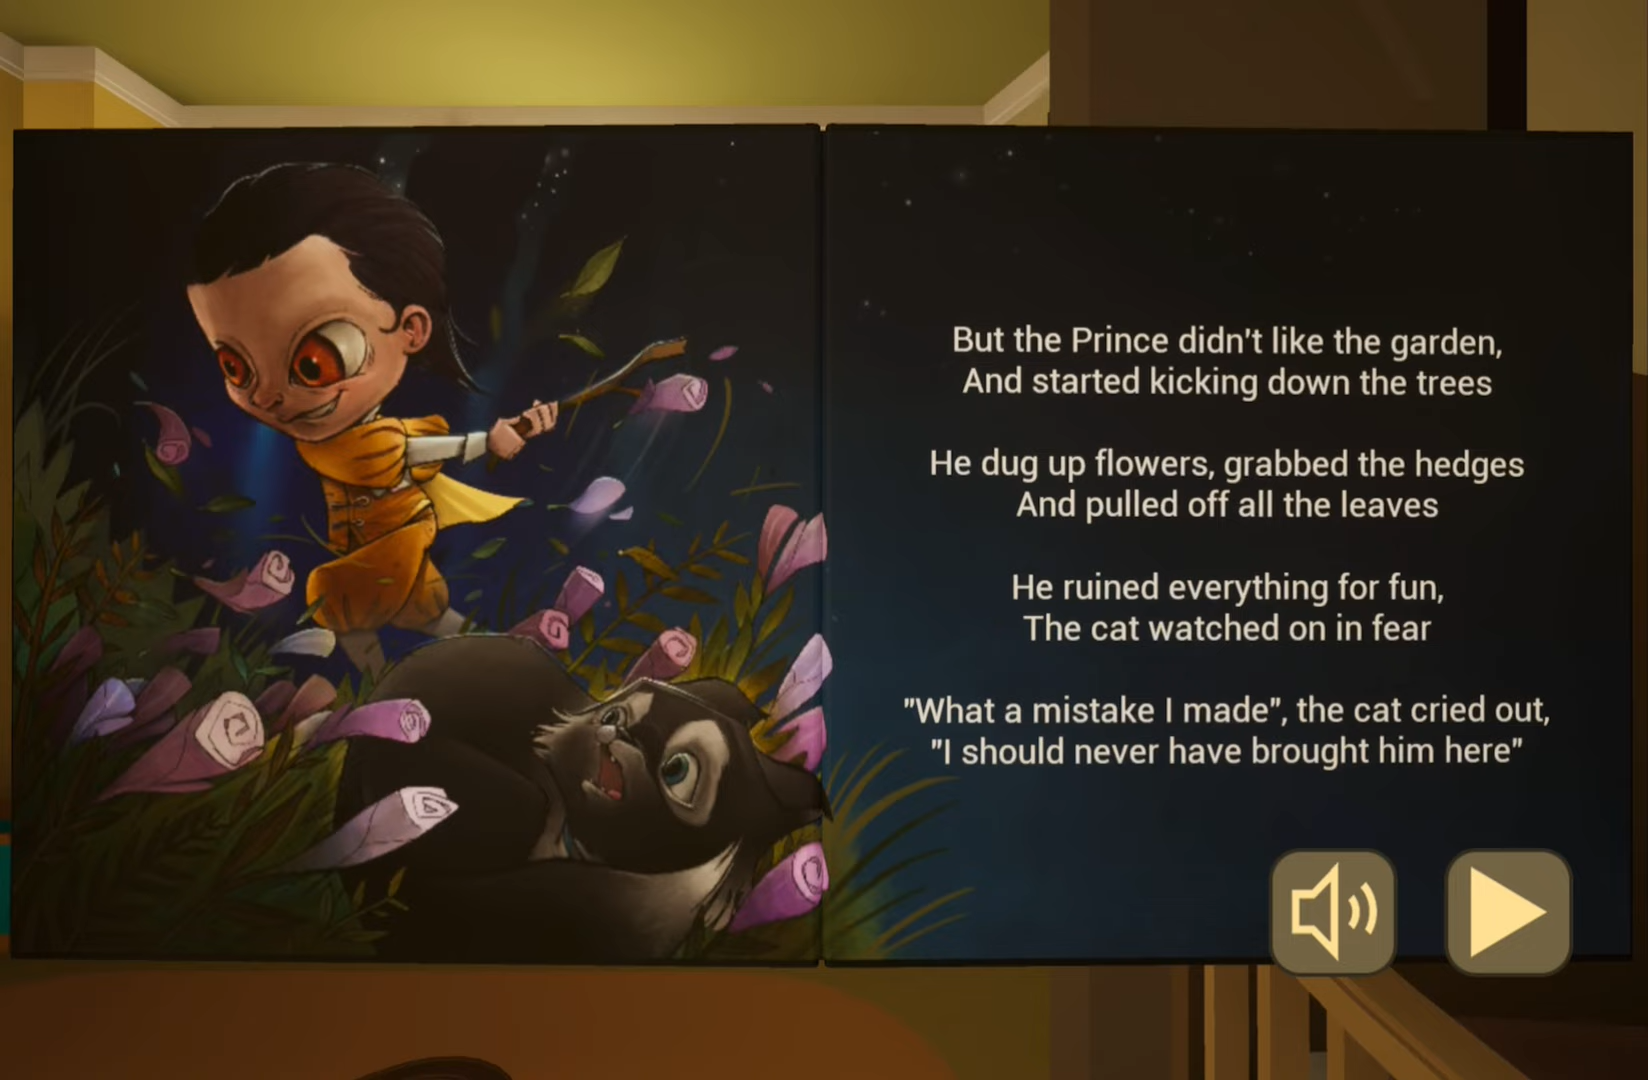 But the Prince didn't like the garden,
And started kicking down the trees
He dug up flowers, grabbed the hedges
And pulled off all the leaves
He ruined everything for fun,
The cat watched on in fear
"What a mistake I made", the cat cried out,
"I should never have brought him here"